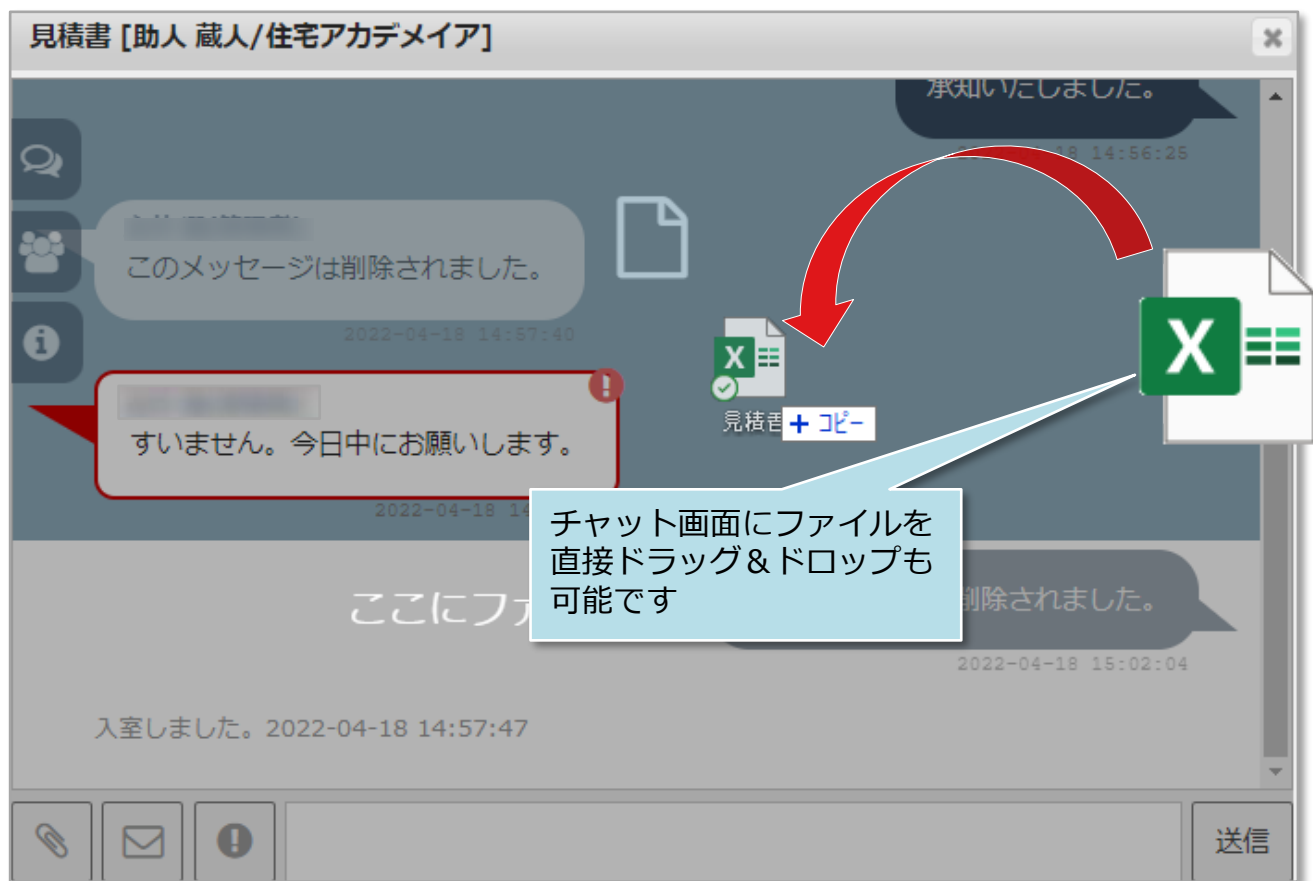 見積書 [助人 蔵人/住宅アカデメイア]
承知いたしました。
18 14:56:25
このメッセージは削除されました。
2022-04-18 14:57:40
すいません。今日中にお願いします。
2022-04-18 14
見積書
+ コピー
チャット画面にファイルを
直接ドラッグ&ドロップも
可能です
ここにファ
削除されました。
2022-04-18 15:02:04
入室しました。2022-04-18 14:57:47
送信